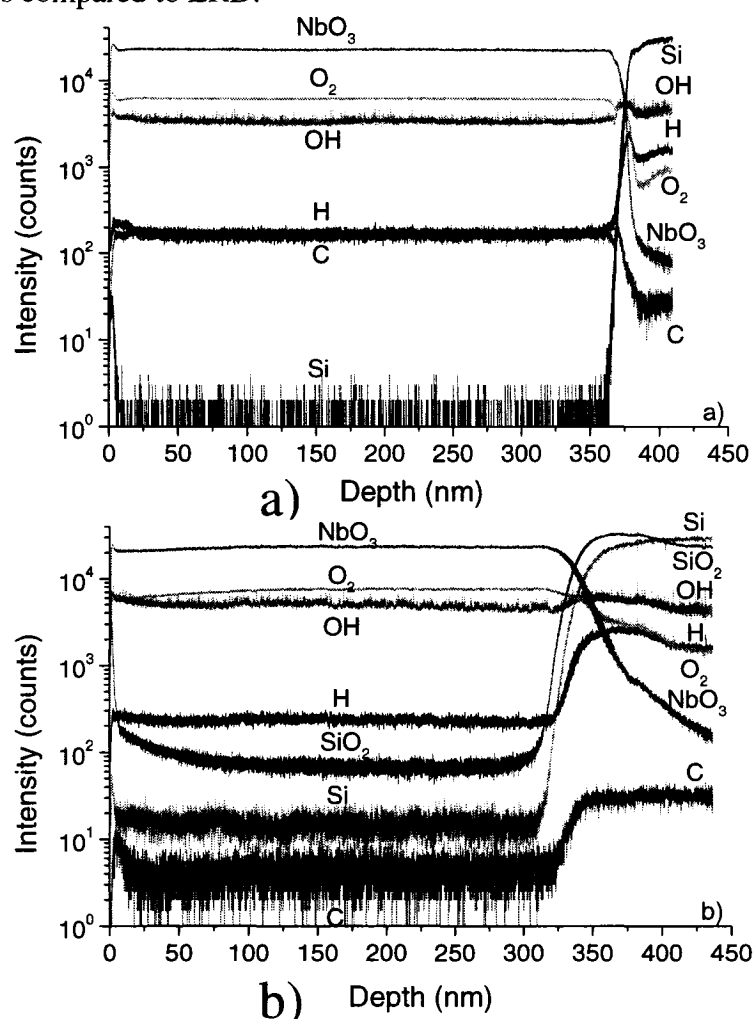 s compared to ERD.
NbO3
O2
OH
H
C
Si
Si
OH
H
O2
NbO3
C
Intensity (counts)
10^4
10^3
10^2
10^1
10^0
0 50 100 150 200 250 300 350 400 450
a)
a) Depth (nm)
NbO3
O2
OH
H
SiO2
Si
C
Si
SiO2
OH
H
O2
NbO3
C
Intensity (counts)
10^4
10^3
10^2
10^1
10^0
0 50 100 150 200 250 300 350 400 450
b)
b) Depth (nm)